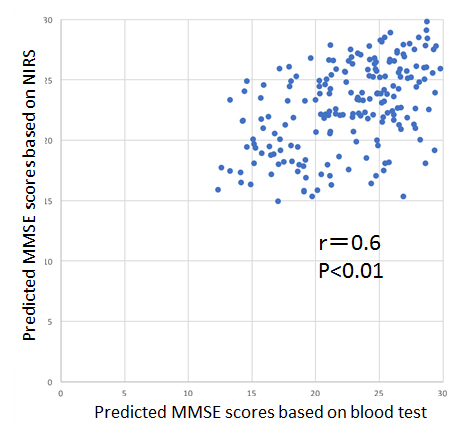 Predicted MMSE scores based on NIRS
30
25
20
15
10
5
0
r=0.6
P<0.01
0 5 10 15 20 25 30
Predicted MMSE scores based on blood test